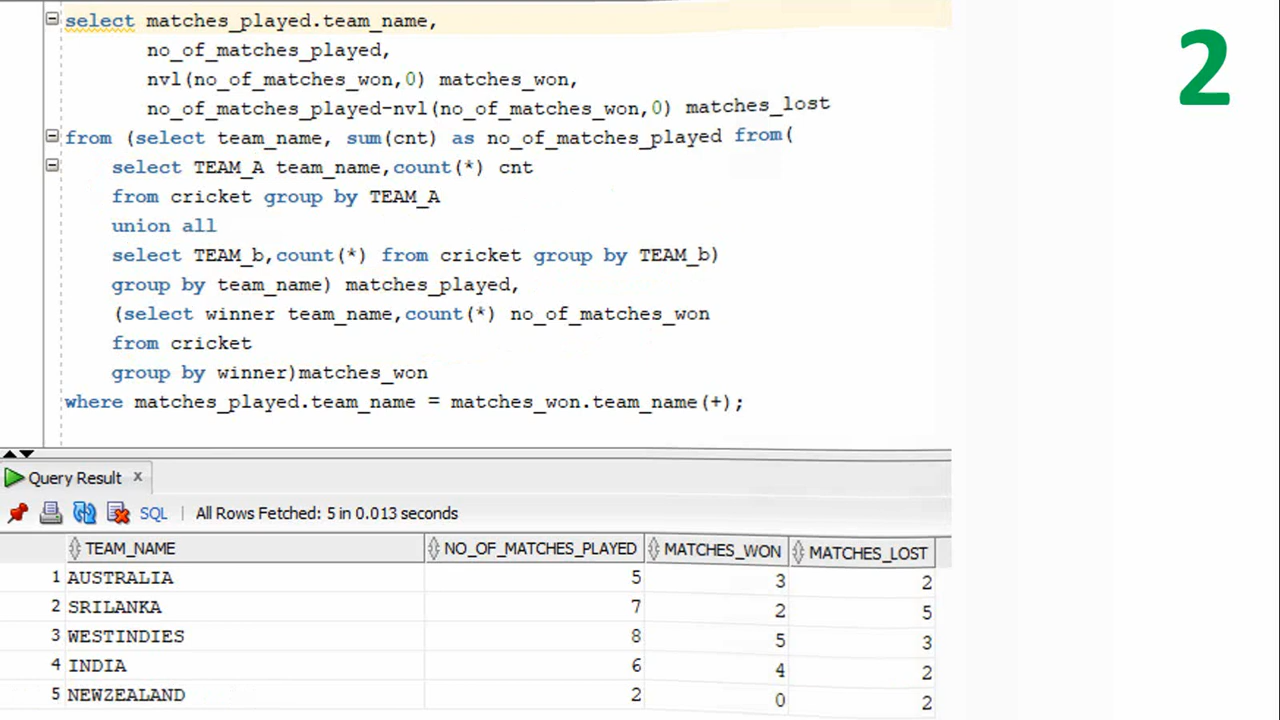 select matches_played.team_name,
no_of_matches_played,
nvl(no_of_matches_won,0) matches_won,
no_of_matches_played-nvl(no_of_matches_won,0) matches_lost
from (select team_name, sum(cnt) as no_of_matches_played from(
select TEAM_A team_name,count(*) cnt
from cricket group by TEAM_A
union all
select TEAM_b,count(*) from cricket group by TEAM_b)
group by team_name) matches_played,
(select winner team_name,count(*) no_of_matches_won
from cricket
group by winner)matches_won
where matches_played.team_name = matches_won.team_name(+);
2
Query Result x
SQL | All Rows Fetched: 5 in 0.013 seconds
TEAM_NAME NO_OF_MATCHES_PLAYED MATCHES_WON MATCHES_LOST
1 AUSTRALIA 5 3 2
2 SRILANKA 7 2 5
3 WESTINDIES 8 5 3
4 INDIA 6 4 2
5 NEWZEALAND 2 0 2